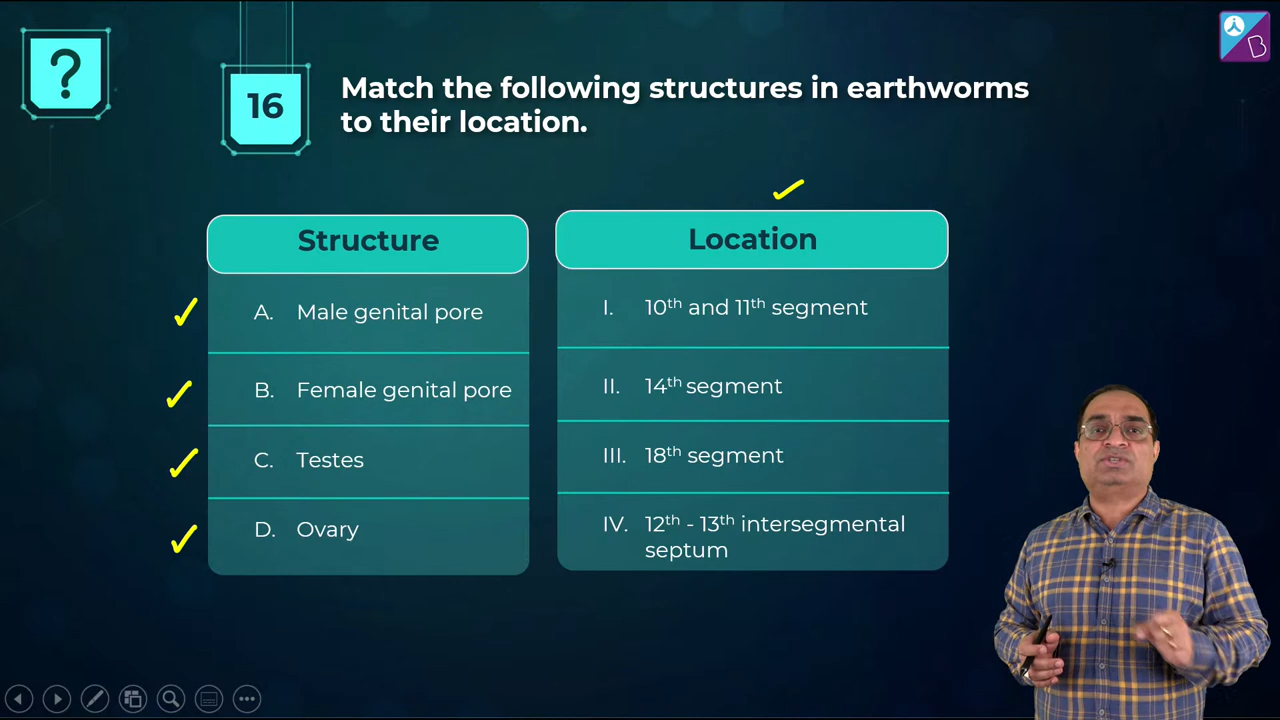 ?
16
Match the following structures in earthworms
to their location.
Structure
A. Male genital pore
B. Female genital pore
C. Testes
D. Ovary
Location
I. 10th and 11th segment
II. 14th segment
III. 18th segment
IV. 12th - 13th intersegmental
septum
B